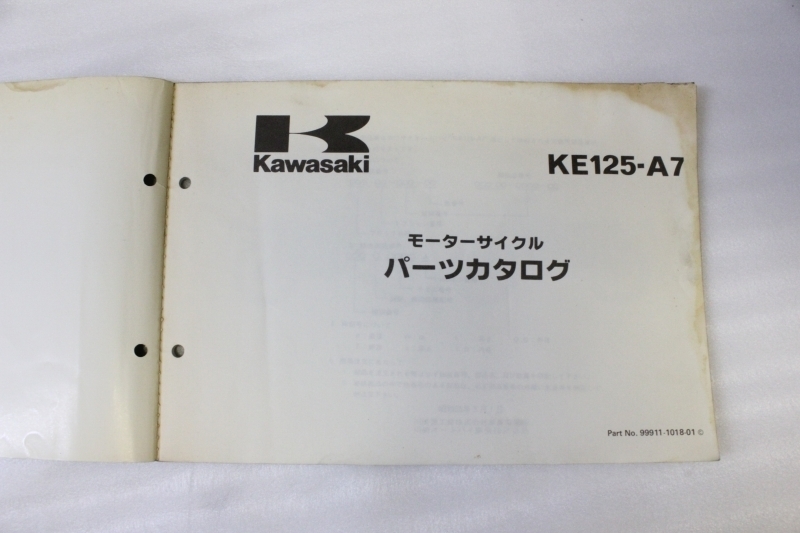 Kawasaki
KE125-A7
モーターサイクル
パーツカタログ
Part No. 99911-1018-01 ©